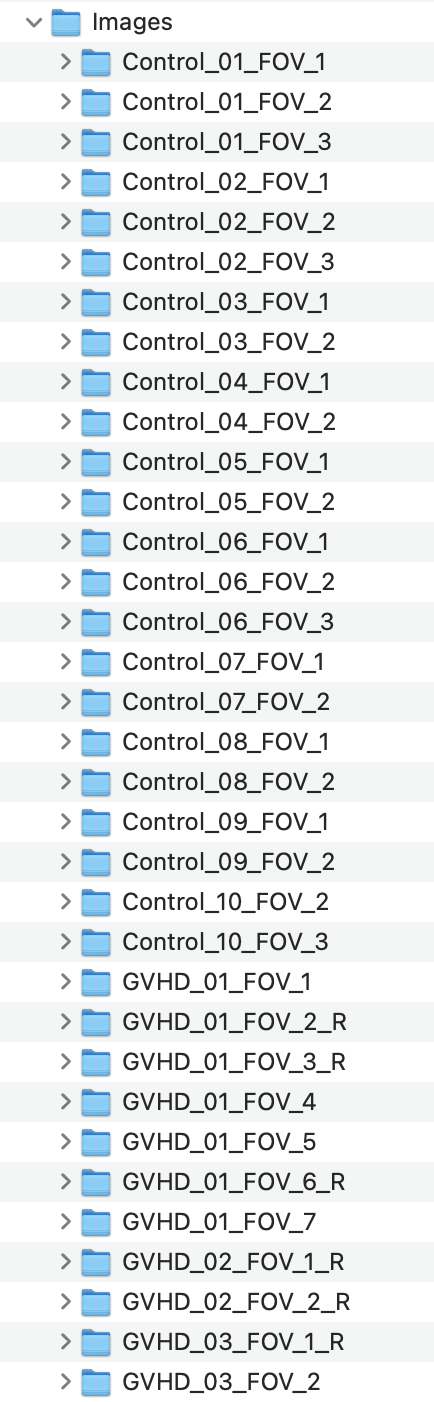 Images
Control_01_FOV_1
Control_01_FOV_2
Control_01_FOV_3
Control_02_FOV_1
Control_02_FOV_2
Control_02_FOV_3
Control_03_FOV_1
Control_03_FOV_2
Control_04_FOV_1
Control_04_FOV_2
Control_05_FOV_1
Control_05_FOV_2
Control_06_FOV_1
Control_06_FOV_2
Control_06_FOV_3
Control_07_FOV_1
Control_07_FOV_2
Control_08_FOV_1
Control_08_FOV_2
Control_09_FOV_1
Control_09_FOV_2
Control_10_FOV_2
Control_10_FOV_3
GVHD_01_FOV_1
GVHD_01_FOV_2_R
GVHD_01_FOV_3_R
GVHD_01_FOV_4
GVHD_01_FOV_5
GVHD_01_FOV_6_R
GVHD_01_FOV_7
GVHD_02_FOV_1_R
GVHD_02_FOV_2_R
GVHD_03_FOV_1_R
GVHD_03_FOV_2